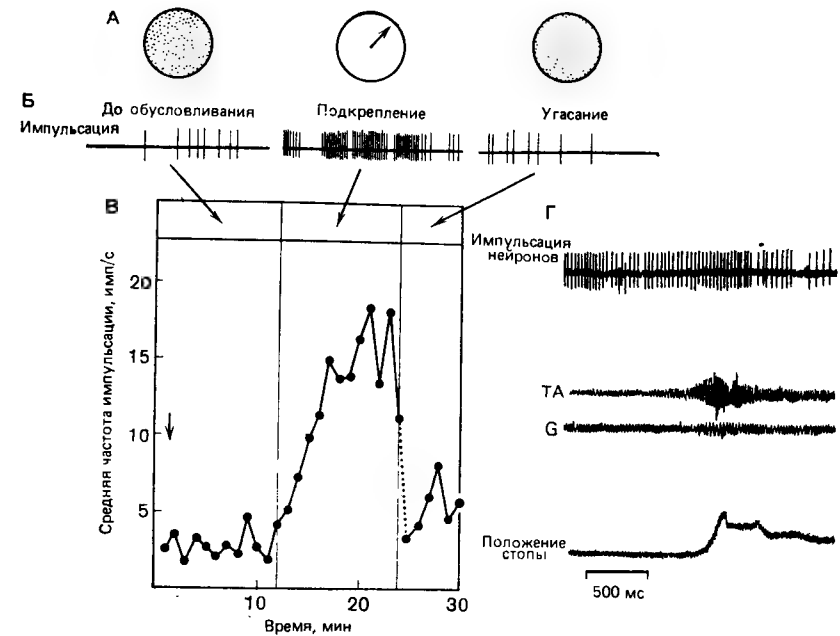 А
Б
До обусловливания
Подкрепление
Угасание
Импульсация
В
Г
Импульсация
нейронов
Средняя частота импульсации, имп/с
20
15
10
5
10
20
30
Время, мин
TA
G
Положение
стопы
500 мс